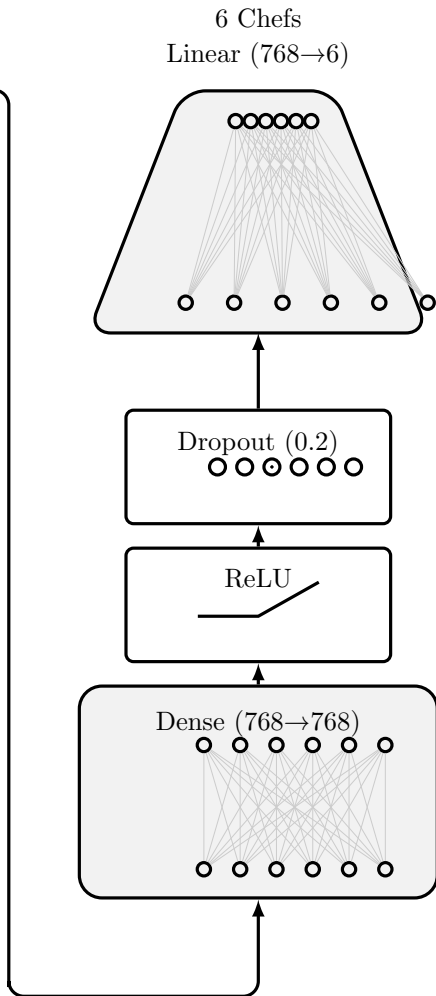 6 Chefs
Linear (768→6)
Dropout (0.2)
ReLU
Dense (768→768)